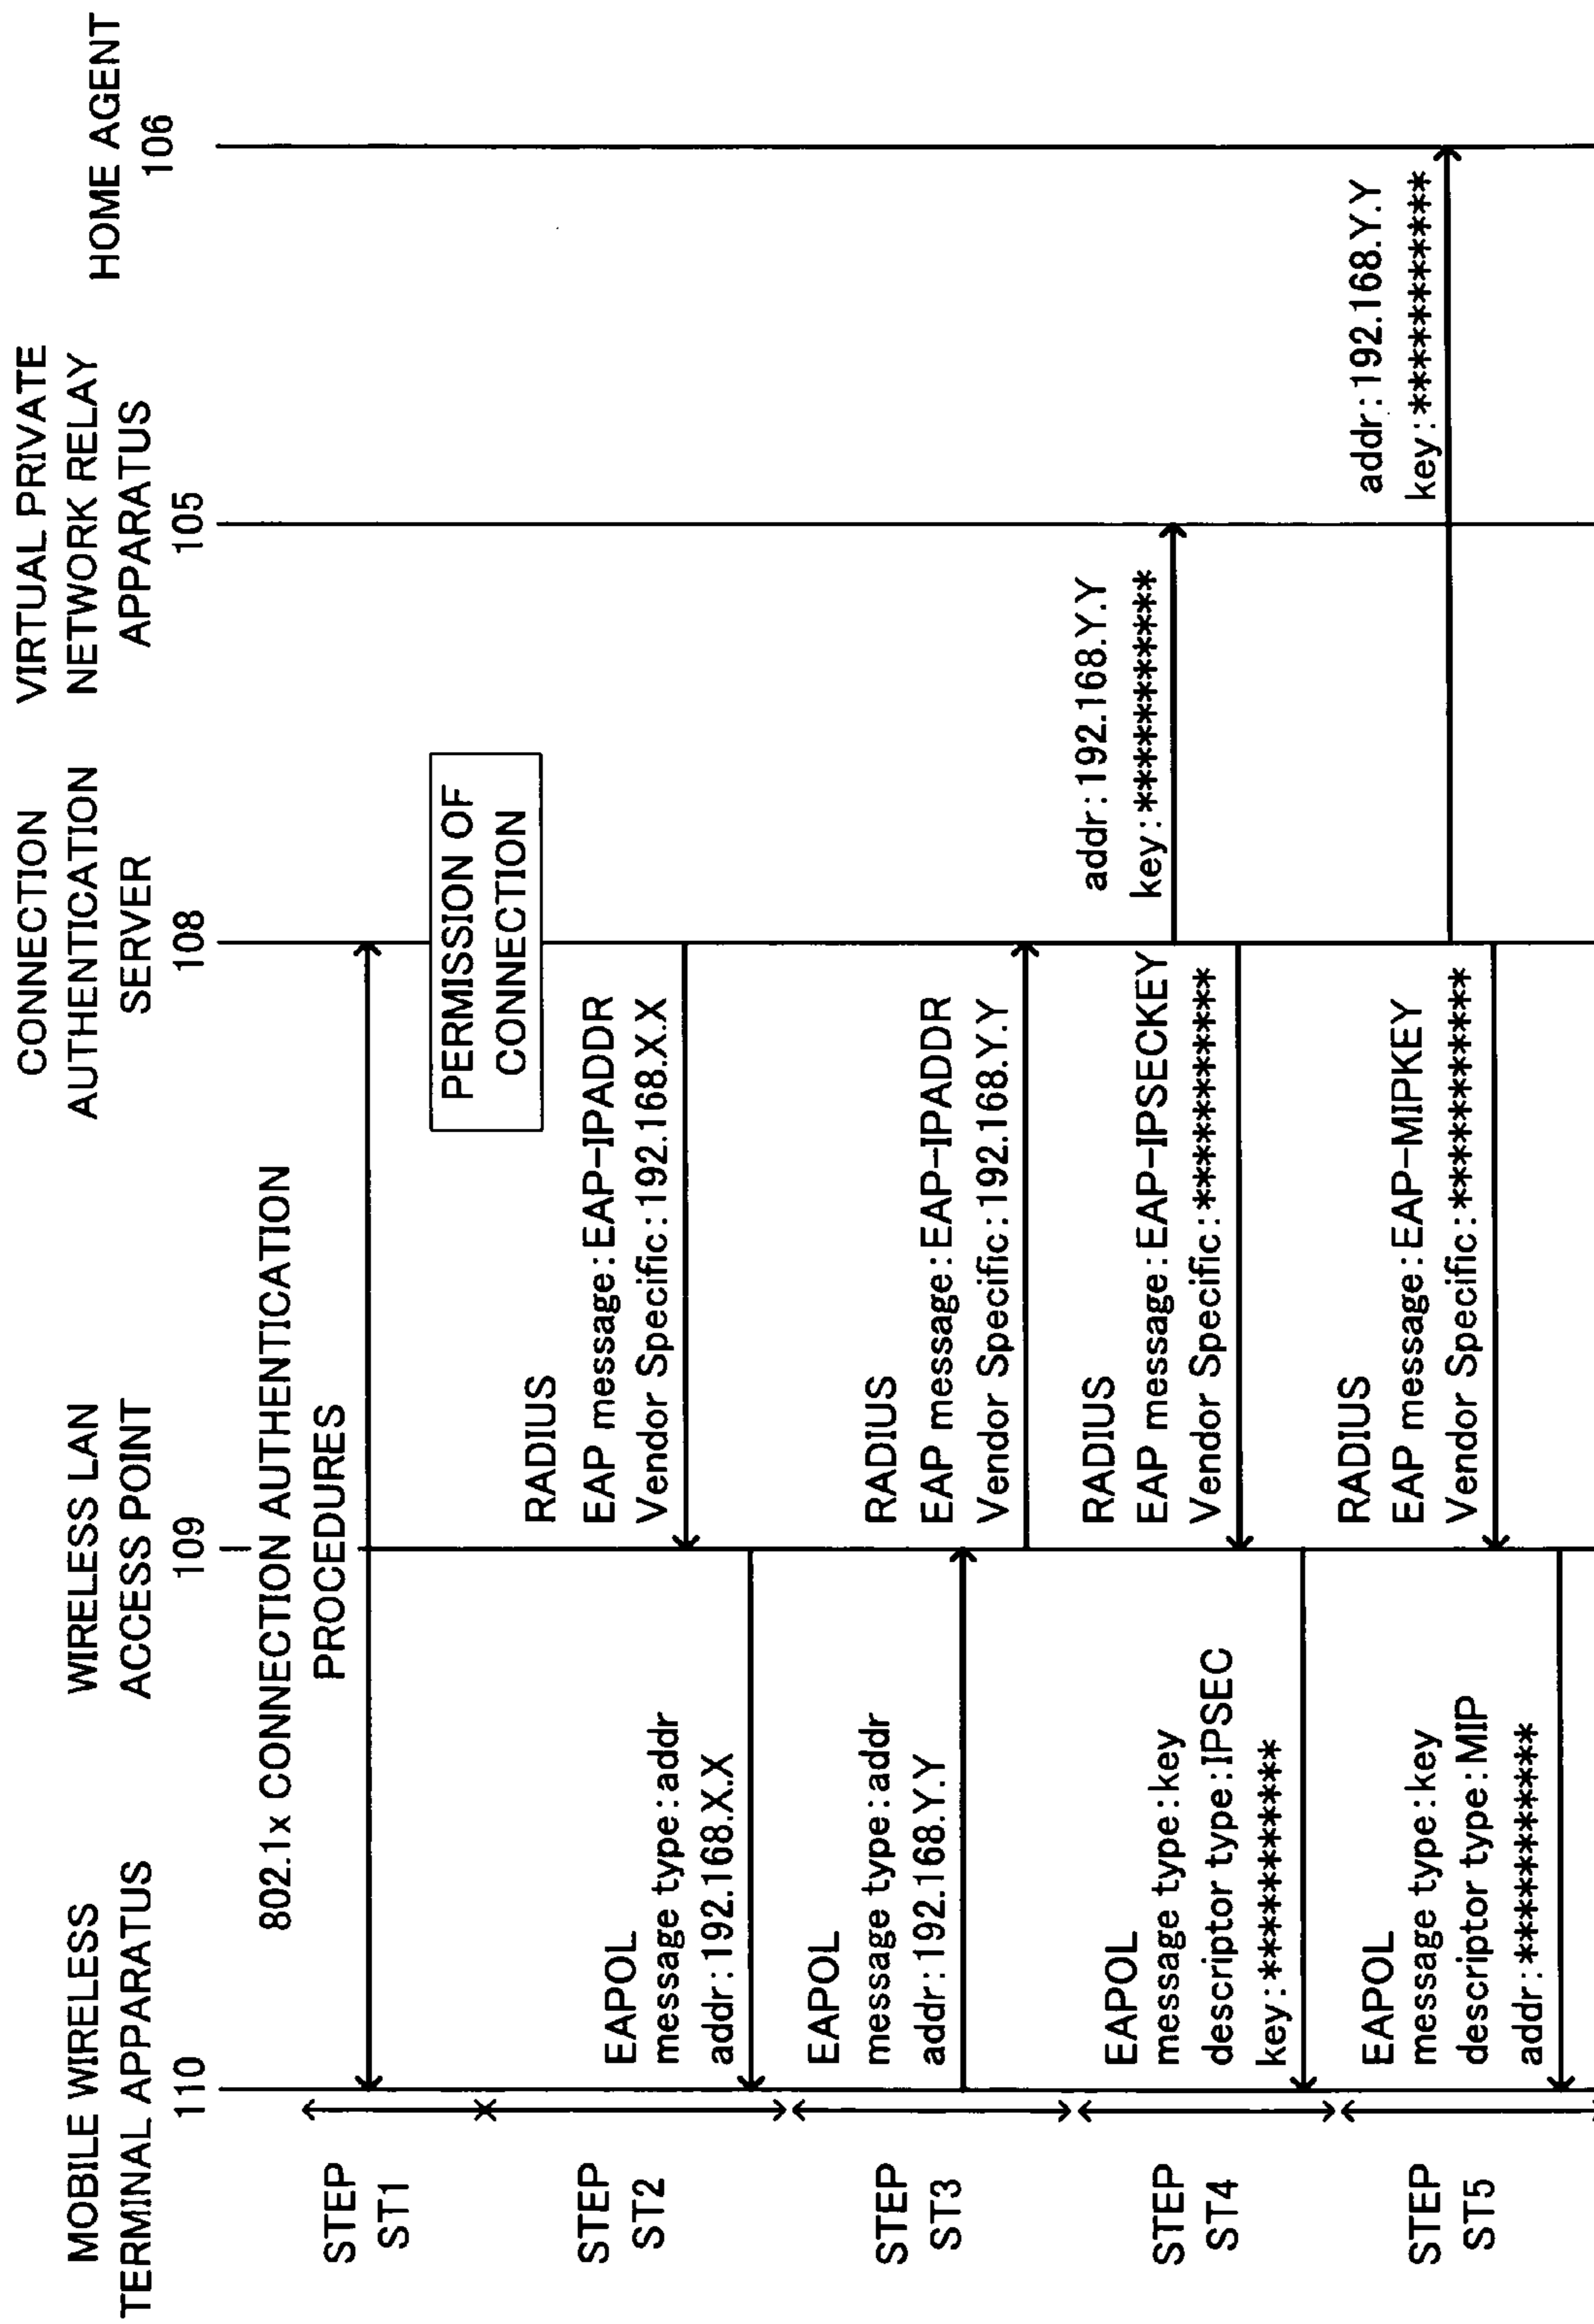 MOBILE WIRELESS
TERMINAL APPARATUS
110
WIRELESS LAN
ACCESS POINT
109
CONNECTION
AUTHENTICATION
SERVER
108
VIRTUAL PRIVATE
NETWORK RELAY
APPARATUS
105
HOME AGENT
106
STEP
ST1
802.1x CONNECTION AUTHENTICATION
PROCEDURES
PERMISSION OF
CONNECTION
STEP
ST2
RADIUS
EAP message:EAP-IPADDR
Vendor Specific:192.168.X.X
EAPOL
message type:addr
addr:192.168.X.X
STEP
ST3
EAPOL
message type:addr
addr:192.168.Y.Y
RADIUS
EAP message:EAP-IPADDR
Vendor Specific:192.168.Y.Y
STEP
ST4
addr:192.168.Y.Y
key:***********
RADIUS
EAP message:EAP-IPSECKEY
Vendor Specific:***********
EAPOL
message type:key
descriptor type:IPSEC
key:***********
STEP
ST5
addr:192.168.Y.Y
key:***********
RADIUS
EAP message:EAP-MIPKEY
Vendor Specific:***********
EAPOL
message type:key
descriptor type:MIP
addr:***********